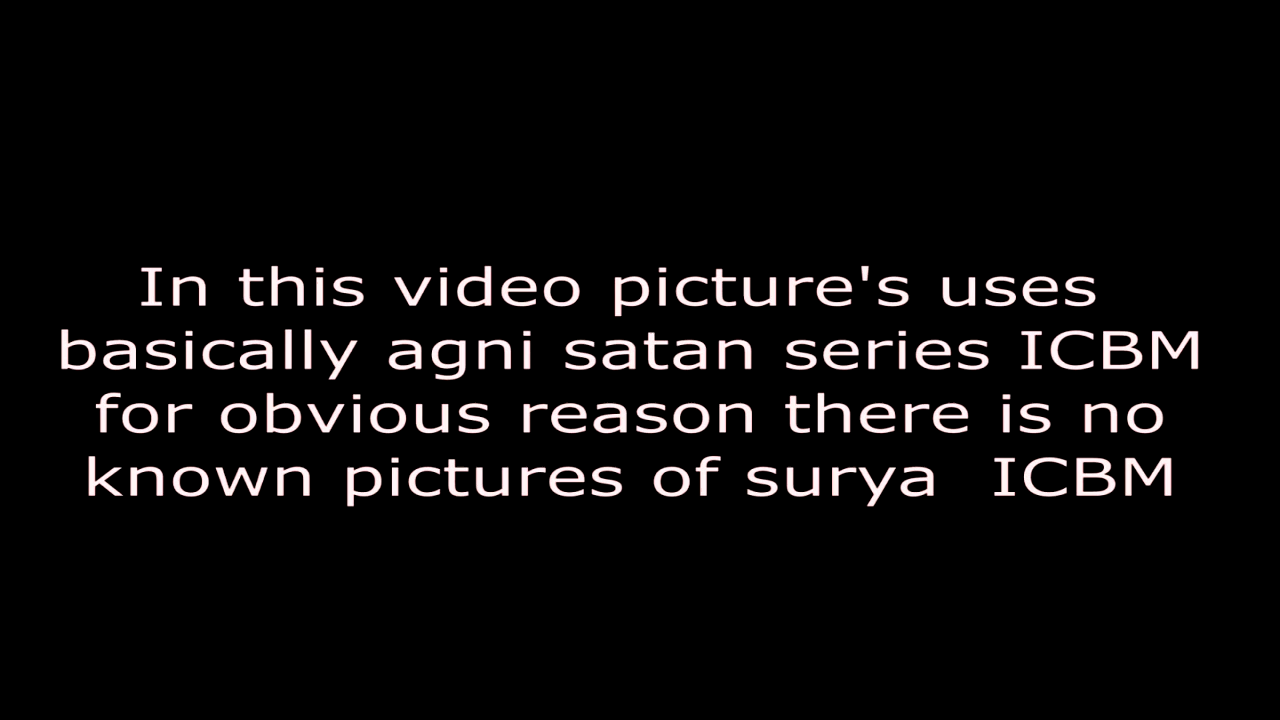 In this video picture's uses
basically agni satan series ICBM
for obvious reason there is no
known pictures of surya  ICBM